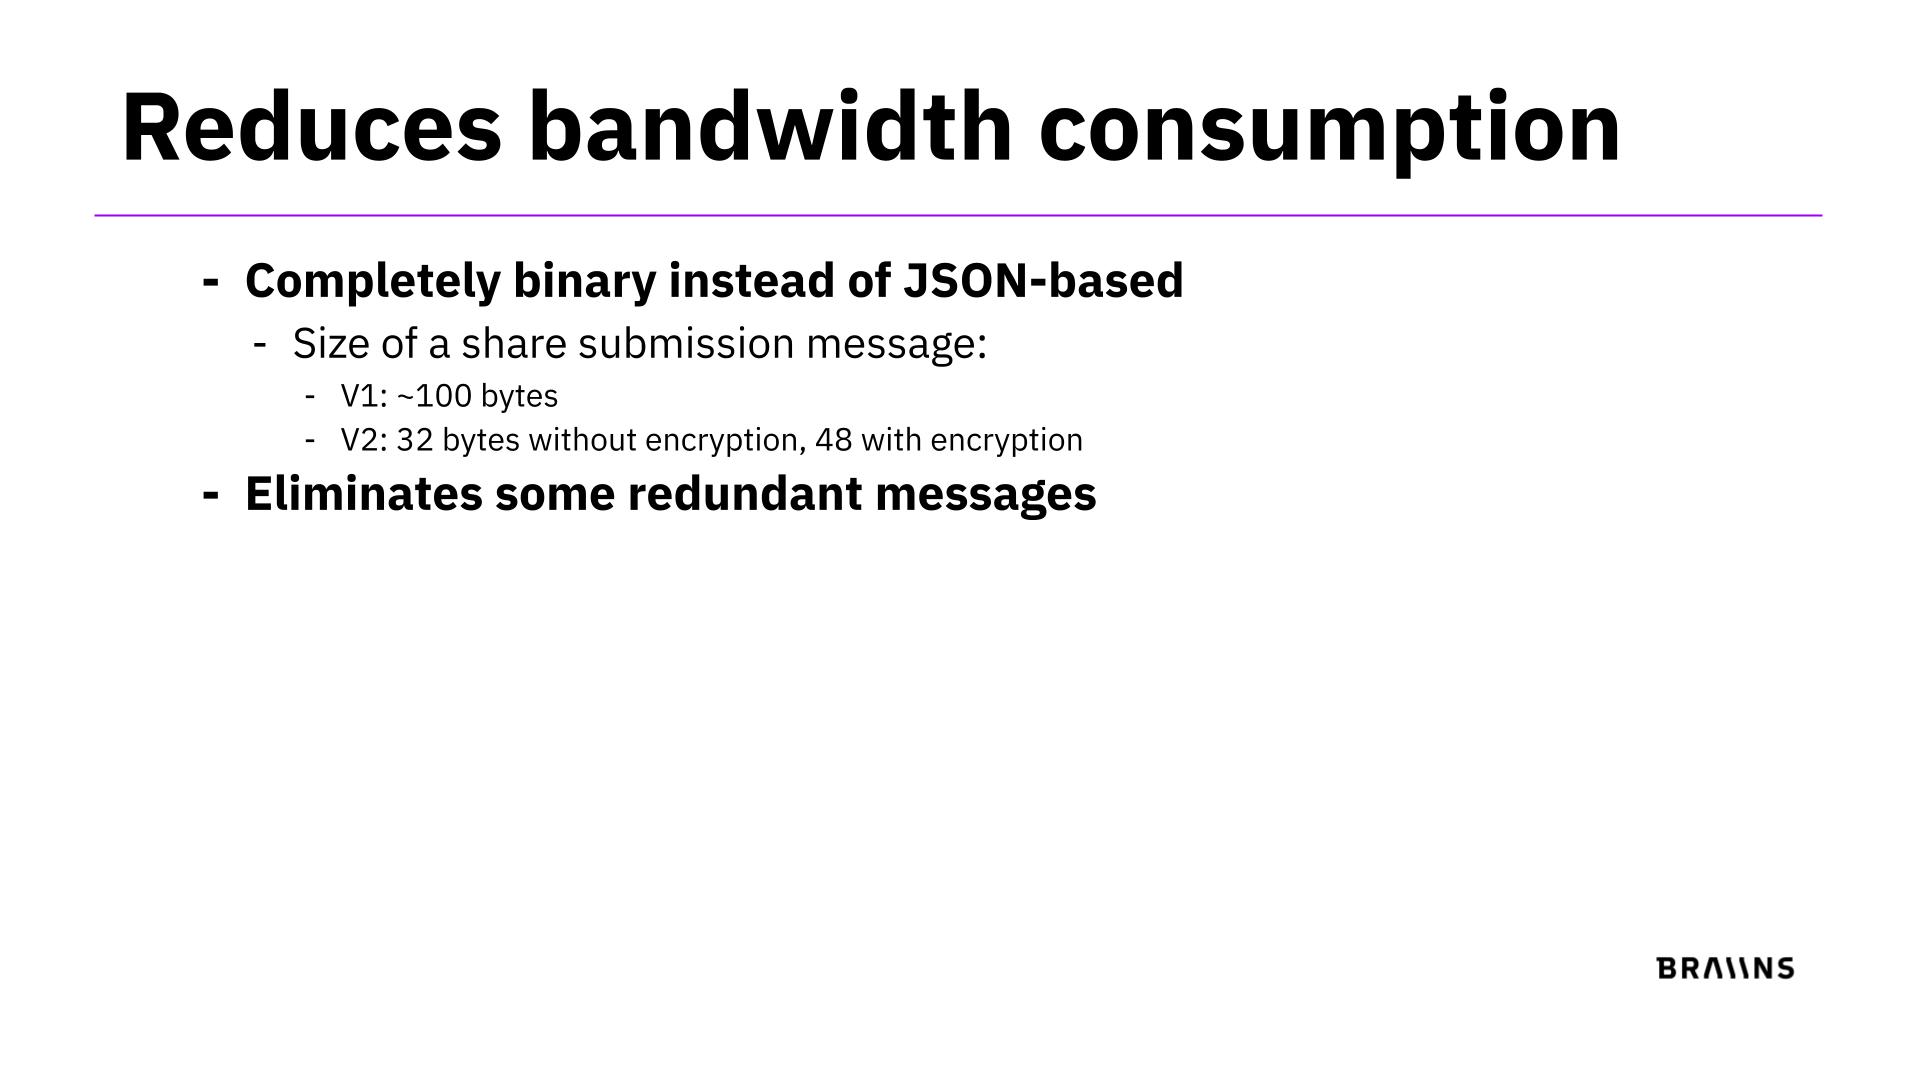 Reduces bandwidth consumption
- Completely binary instead of JSON-based
- Size of a share submission message:
- V1: ~100 bytes
- V2: 32 bytes without encryption, 48 with encryption
- Eliminates some redundant messages
BRAIINS